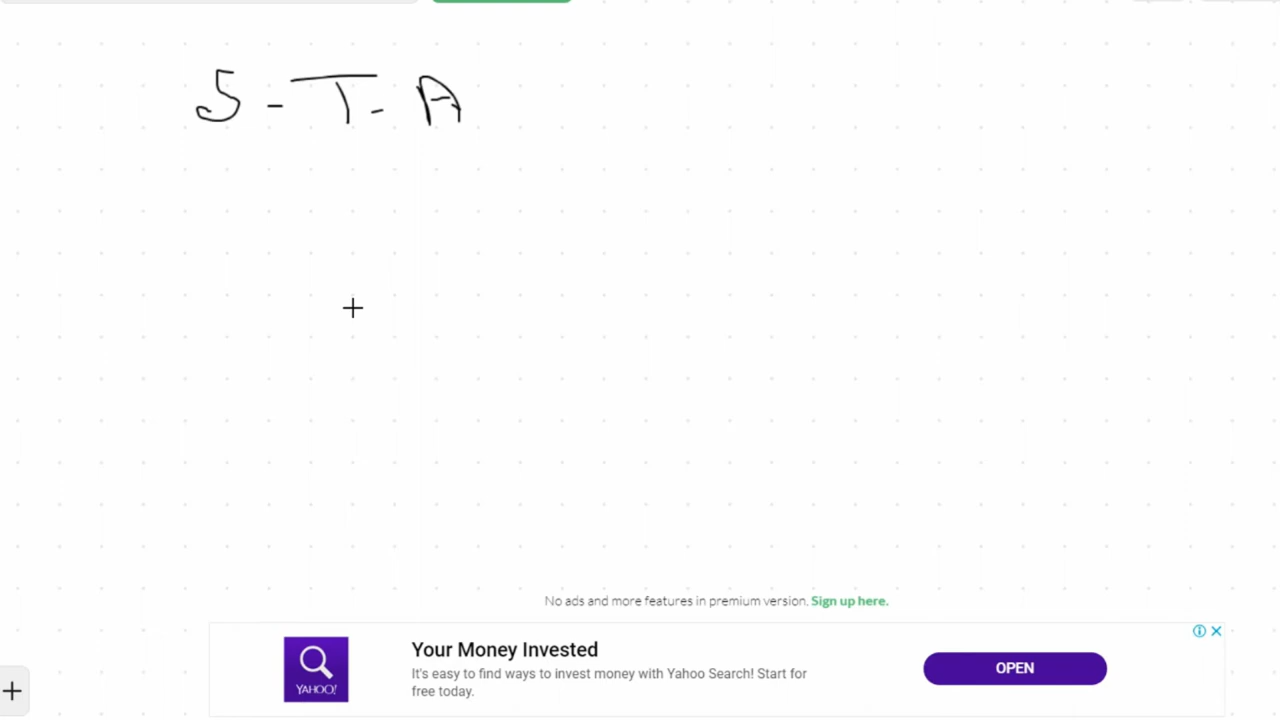 S - T - A
No ads and more features in premium version. Sign up here.
Your Money Invested
It's easy to find ways to invest money with Yahoo Search! Start for
free today.
YAHOO!
OPEN